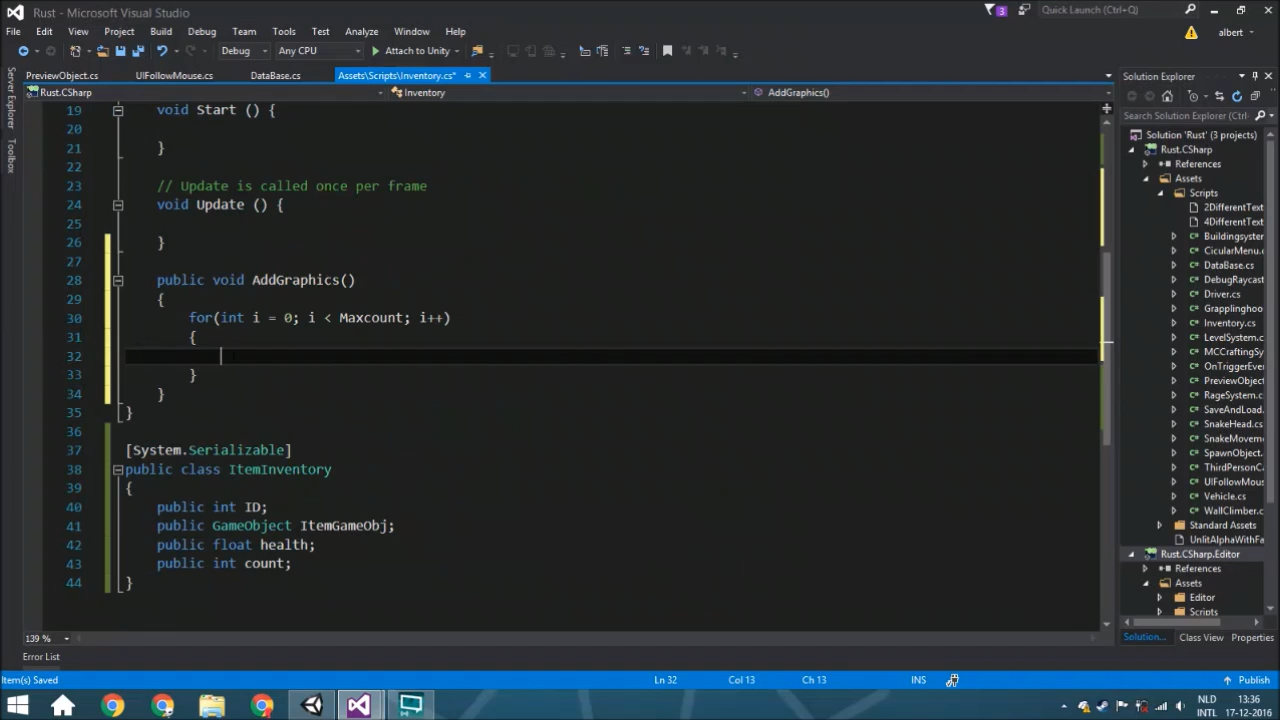 Rust - Microsoft Visual Studio
3
Quick Launch (Ctrl+Q)
File Edit View Project Build Debug Team Tools Test Analyze Window Help
albert
Debug Any CPU Attach to Unity
PreviewObject.cs UIFollowMouse.cs DataBase.cs Assets\Scripts\Inventory.cs*
Rust.CSharp Inventory AddGraphics()
Server Explorer
Toolbox
19 void Start () {
20
21 }
22
23 // Update is called once per frame
24 void Update () {
25
26 }
27
28 public void AddGraphics()
29 {
30 for(int i = 0; i < Maxcount; i++)
31 {
32
33 }
34 }
35 }
36
37 [System.Serializable]
38 public class ItemInventory
39 {
40 public int ID;
41 public GameObject ItemGameObj;
42 public float health;
43 public int count;
44 }
139 %
Error List
Item(s) Saved Ln 32 Col 13 Ch 13 INS Publish
Solution Explorer
Search Solution Explorer (Ctrl+
Solution 'Rust' (3 projects)
Rust.CSharp
References
Assets
Scripts
2DifferentText
4DifferentText
Buildingsystem
CicularMenu.c
DataBase.cs
DebugRaycast
Driver.cs
Grapplinghoo
Inventory.cs
LevelSystem.c
MCCraftingSy
OnTriggerEve
PreviewObject
RageSystem.c
SaveAndLoad.
SnakeHead.cs
SnakeMoveme
SpawnObject.
ThirdPersonCa
UIFollowMous
Vehicle.cs
WallClimber.c
Standard Assets
UnlitAlphaWithFa
Rust.CSharp.Editor
References
Assets
Editor
Scripts
Solution... Class View Properties
NLD
INTL
13:36
17-12-2016